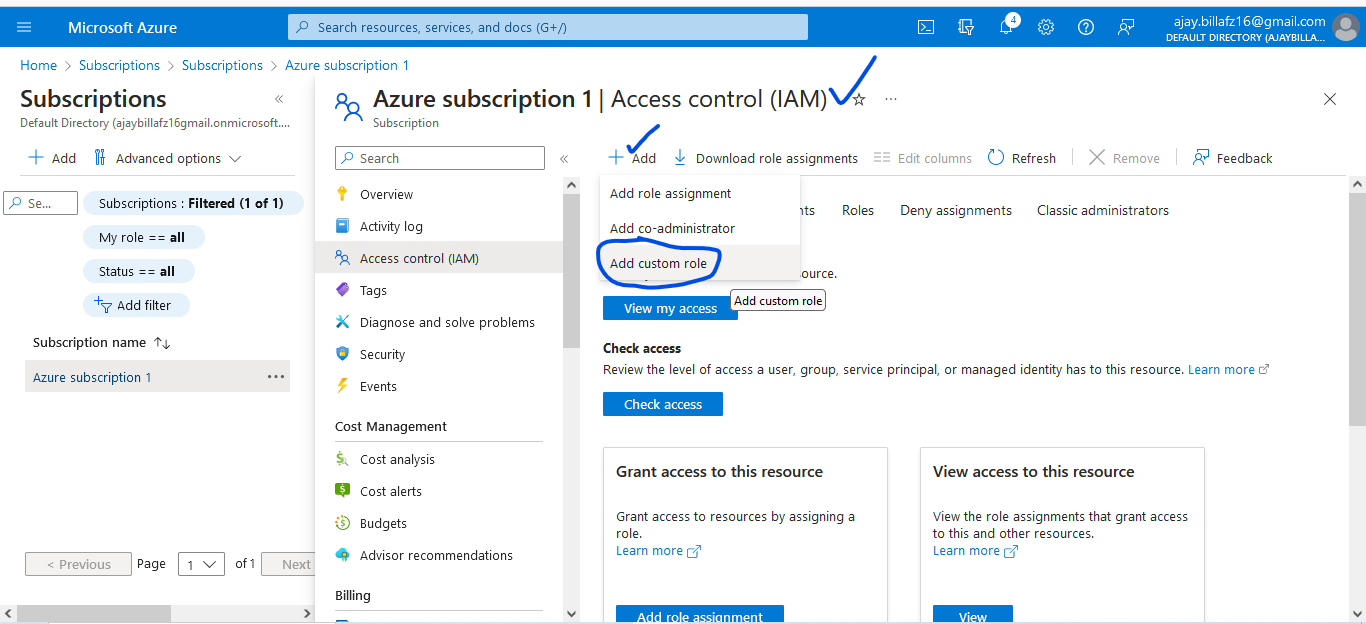 Microsoft Azure
Search resources, services, and docs (G+/)
4
ajay.billafz16@gmail.com
DEFAULT DIRECTORY (AJAYBILLA...
Home > Subscriptions > Subscriptions > Azure subscription 1
Subscriptions
Default Directory (ajaybillafz16gmail.onmicrosoft....
Add
Advanced options
Se...
Subscriptions : Filtered (1 of 1)
My role == all
Status == all
Add filter
Subscription name
Azure subscription 1
< Previous
Page
1
of 1
Next
Azure subscription 1 | Access control (IAM)
Subscription
Search
Overview
Activity log
Access control (IAM)
Tags
Diagnose and solve problems
Security
Events
Cost Management
Cost analysis
Cost alerts
Budgets
Advisor recommendations
Billing
Add
Download role assignments
Edit columns
Refresh
Remove
Feedback
Add role assignment
Add co-administrator
Add custom role
nts
Roles
Deny assignments
Classic administrators
ource.
View my access
Add custom role
Check access
Review the level of access a user, group, service principal, or managed identity has to this resource. Learn more
Check access
Grant access to this resource
Grant access to resources by assigning a
role.
Learn more
Add role assignment
View access to this resource
View the role assignments that grant access
to this and other resources.
Learn more
View